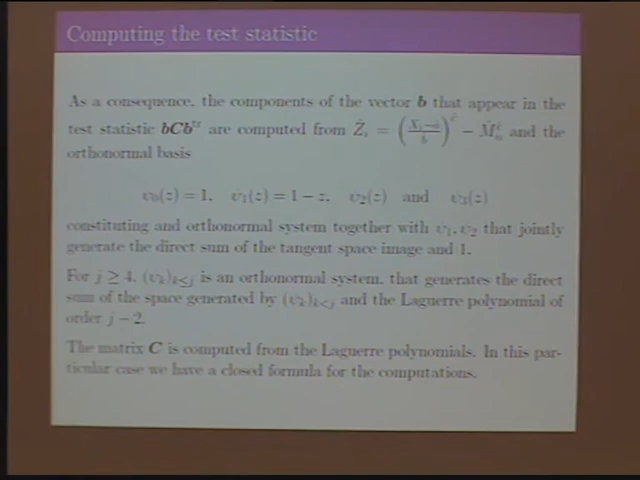 Computing the test statistic
As a consequence, the components of the vector b that appear in the
test statistic bCb^{tr} are computed from Ẑ_i = ( (X_i−â)/b̂ )^ĉ − M̂_n^ĉ and the
orthonormal basis
v_0(z) = 1, v_1(z) = 1 − z, v_2(z) and v_3(z)
constituting and orthonormal system together with v_1, v_2 that jointly
generate the direct sum of the tangent space image and 1.
For j ≥ 4, (v_k)_{k≤j} is an orthonormal system, that generates the direct
sum of the space generated by (v_k)_{k<j} and the Laguerre polynomial of
order j − 2.
The matrix C is computed from the Laguerre polynomials. In this par-
ticular case we have a closed formula for the computations.